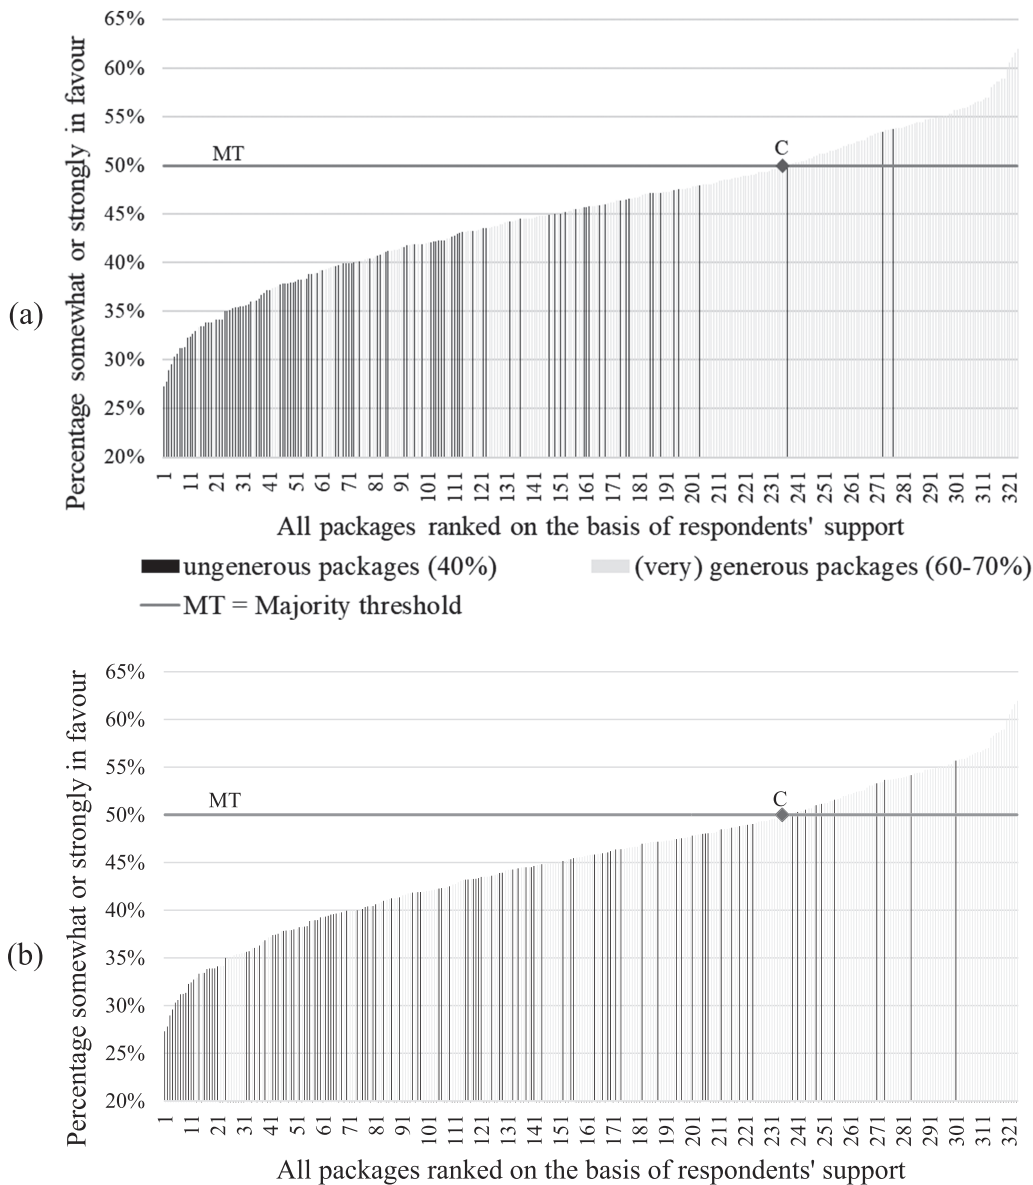 65%
60%
55%
50%
45%
40%
35%
30%
25%
20%
Percentage somewhat or strongly in favour
(a)
MT
C
1 11 21 31 41 51 61 71 81 91 101 111 121 131 141 151 161 171 181 191 201 211 221 231 241 251 261 271 281 291 301 311 321
All packages ranked on the basis of respondents' support
ungenerous packages (40%)
(very) generous packages (60-70%)
MT = Majority threshold
65%
60%
55%
50%
45%
40%
35%
30%
25%
20%
Percentage somewhat or strongly in favour
(b)
MT
C
1 11 21 31 41 51 61 71 81 91 101 111 121 131 141 151 161 171 181 191 201 211 221 231 241 251 261 271 281 291 301 311 321
All packages ranked on the basis of respondents' support